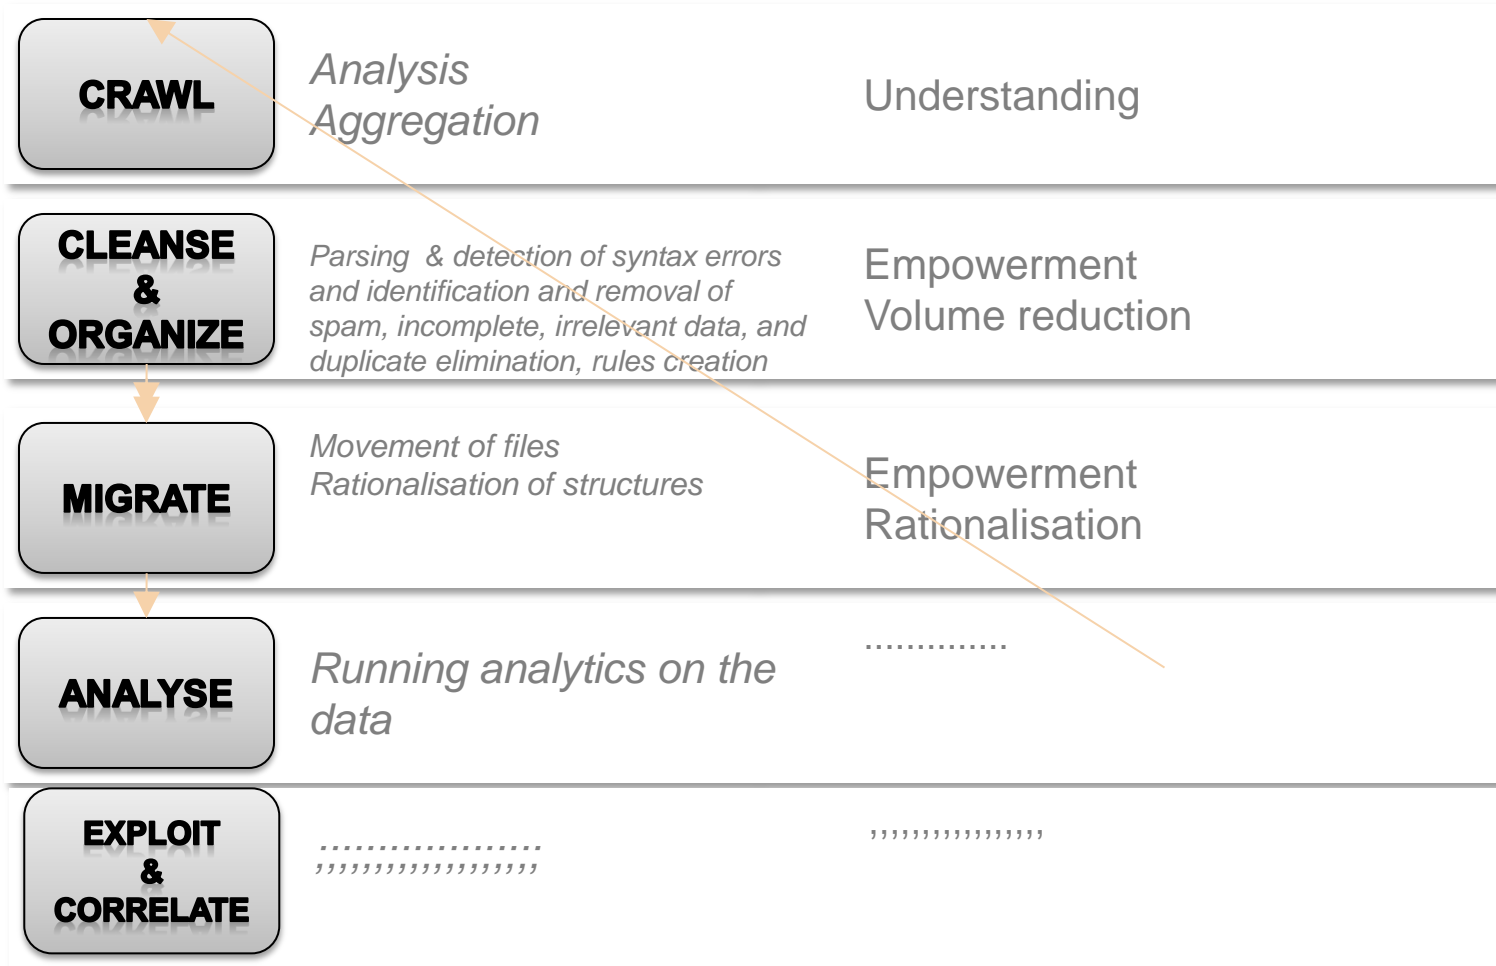 CRAWL
Analysis
Aggregation
Understanding
CLEANSE
&
ORGANIZE
Parsing & detection of syntax errors
and identification and removal of
spam, incomplete, irrelevant data, and
duplicate elimination, rules creation
Empowerment
Volume reduction
MIGRATE
Movement of files
Rationalisation of structures
Empowerment
Rationalisation
ANALYSE
Running analytics on the
data
..............
EXPLOIT
&
CORRELATE
;;;;;;;;;;;;;;;;;;;
,,,,,,,,,,,,,,,,,